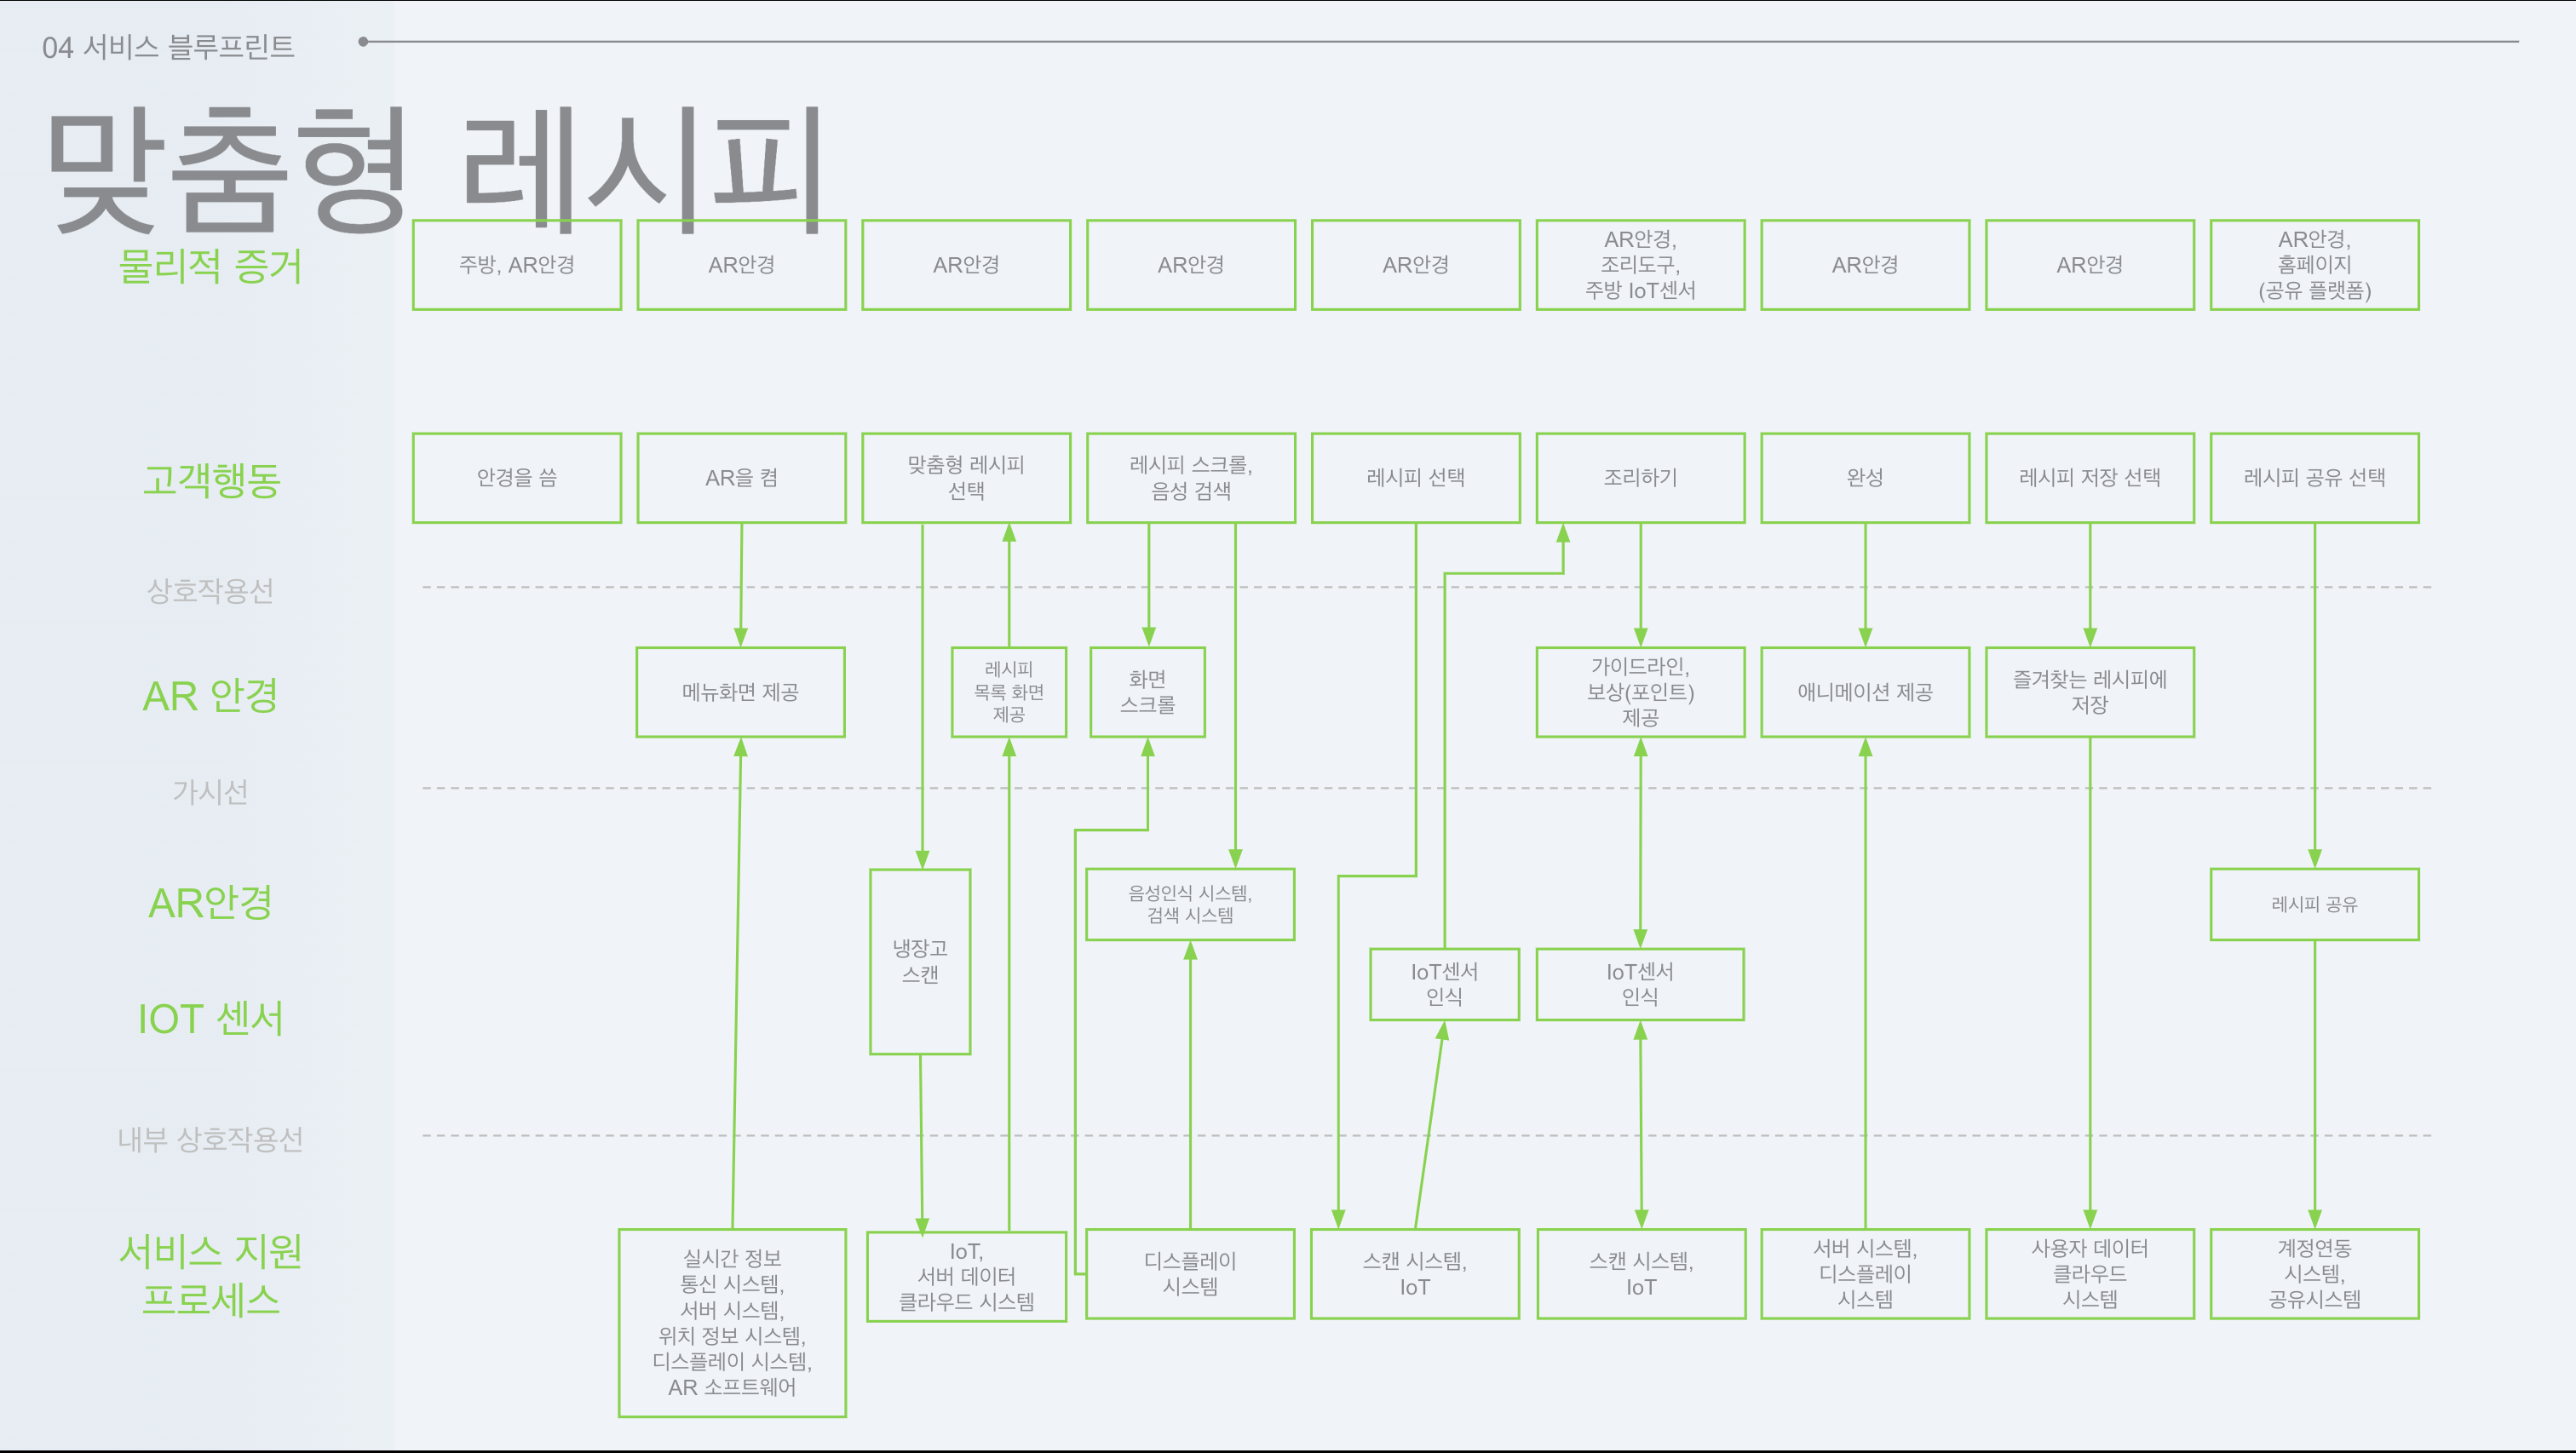 04 서비스 블루프린트
맞춤형 레시피
물리적 증거
주방, AR안경
AR안경
AR안경
AR안경
AR안경
AR안경,
조리도구,
주방 IoT센서
AR안경
AR안경
AR안경,
홈페이지
(공유 플랫폼)
고객행동
안경을 씀
AR을 켬
맞춤형 레시피
선택
레시피 스크롤,
음성 검색
레시피 선택
조리하기
완성
레시피 저장 선택
레시피 공유 선택
상호작용선
AR 안경
메뉴화면 제공
레시피
목록 화면
제공
화면
스크롤
가이드라인,
보상(포인트)
제공
애니메이션 제공
즐겨찾는 레시피에
저장
가시선
AR안경
냉장고
스캔
음성인식 시스템,
검색 시스템
레시피 공유
IOT 센서
IoT센서
인식
IoT센서
인식
내부 상호작용선
서비스 지원
프로세스
실시간 정보
통신 시스템,
서버 시스템,
위치 정보 시스템,
디스플레이 시스템,
AR 소프트웨어
IoT,
서버 데이터
클라우드 시스템
디스플레이
시스템
스캔 시스템,
IoT
스캔 시스템,
IoT
서버 시스템,
디스플레이
시스템
사용자 데이터
클라우드
시스템
계정연동
시스템,
공유시스템